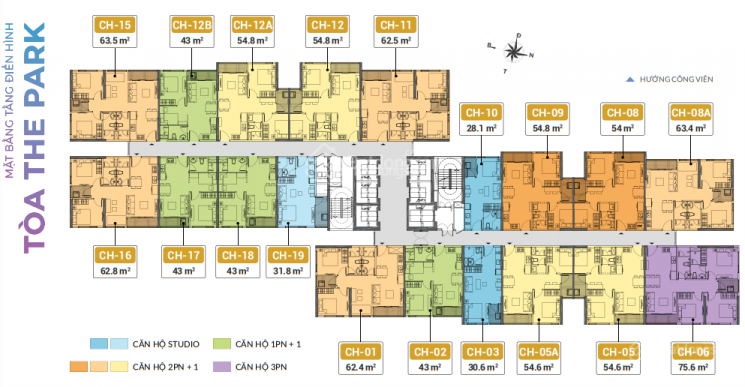 MẶT BẰNG TẦNG ĐIỂN HÌNH
TÒA THE PARK
CH-15
63.5 m²
CH-12B
43 m²
CH-12A
54.8 m²
CH-12
54.8 m²
CH-11
62.5 m²
B
Đ
T
N
HƯỚNG CÔNG VIÊN
CH-10
28.1 m²
CH-09
54.8 m²
CH-08
54 m²
CH-08A
63.4 m²
CH-16
62.8 m²
CH-17
43 m²
CH-18
43 m²
CH-19
31.8 m²
CH-01
62.4 m²
CH-02
43 m²
CH-03
30.6 m²
CH-05A
54.6 m²
CH-05
54.6 m²
CH-06
75.6 m²
CĂN HỘ STUDIO
CĂN HỘ 1PN + 1
CĂN HỘ 2PN + 1
CĂN HỘ 3PN